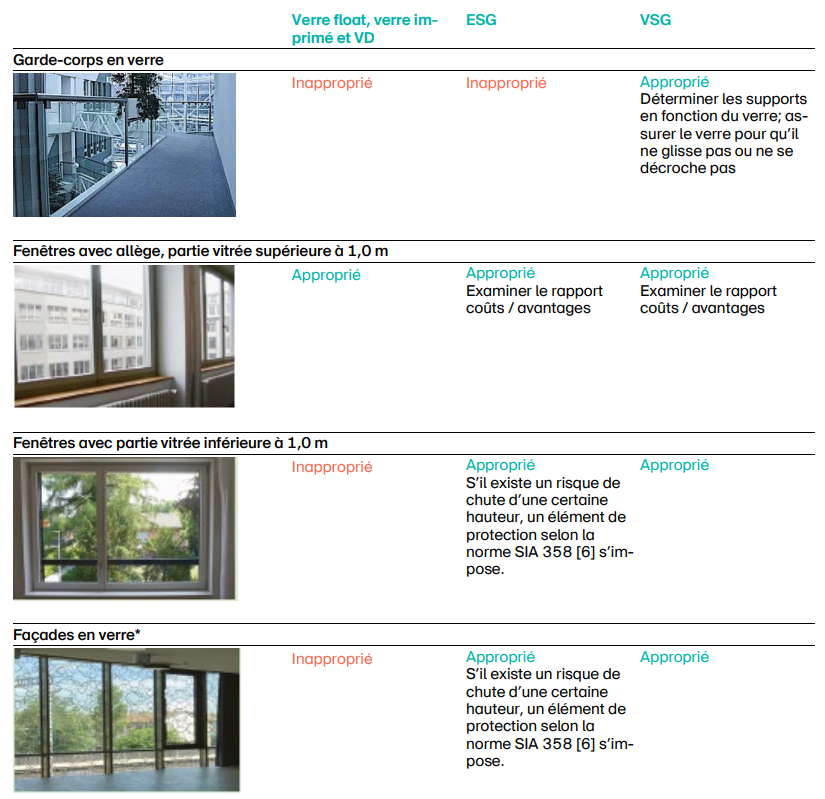 Verre float, verre im-
primé et VD
ESG
VSG
Garde-corps en verre
Inapproprié
Inapproprié
Approprié
Déterminer les supports
en fonction du verre; as-
surer le verre pour qu’il
ne glisse pas ou ne se
décroche pas
Fenêtres avec allège, partie vitrée supérieure à 1,0 m
Approprié
Approprié
Examiner le rapport
coûts / avantages
Approprié
Examiner le rapport
coûts / avantages
Fenêtres avec partie vitrée inférieure à 1,0 m
Inapproprié
Approprié
S’il existe un risque de
chute d’une certaine
hauteur, un élément de
protection selon la
norme SIA 358 [6] s’im-
pose.
Approprié
Façades en verre*
Inapproprié
Approprié
S’il existe un risque de
chute d’une certaine
hauteur, un élément de
protection selon la
norme SIA 358 [6] s’im-
pose.
Approprié